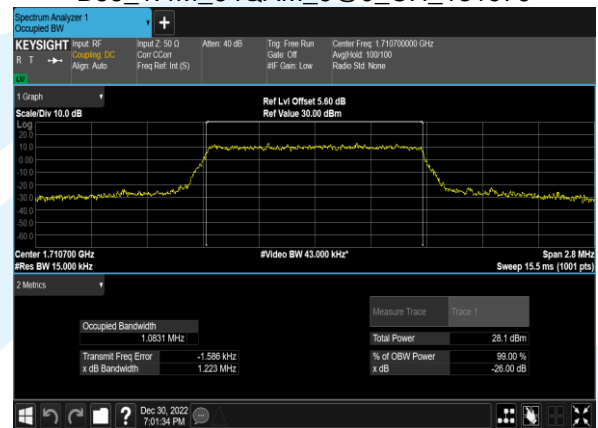 Spectrum Analyzer 1
Occupied BW
KEYSIGHT
R T
LXI
Input: RF
Coupling: DC
Align: Auto
Input Z: 50 Ω
Corr CCorr
Freq Ref: Int (S)
Atten: 40 dB
Trig: Free Run
Gate: Off
#IF Gain: Low
Center Freq: 1.710700000 GHz
Avg|Hold: 100/100
Radio Std: None
1 Graph
Scale/Div 10.0 dB
Ref Lvl Offset 5.60 dB
Ref Value 30.00 dBm
Log
20.0
10.0
0.00
-10.0
-20.0
-30.0
-40.0
-50.0
-60.0
Center 1.710700 GHz
#Res BW 15.000 kHz
#Video BW 43.000 kHz*
Span 2.8 MHz
Sweep 15.5 ms (1001 pts)
2 Metrics
Measure Trace Trace 1
Occupied Bandwidth
1.0831 MHz
Total Power 28.1 dBm
Transmit Freq Error -1.586 kHz
x dB Bandwidth 1.223 MHz
% of OBW Power 99.00 %
x dB -26.00 dB
Dec 30, 2022
7:01:34 PM